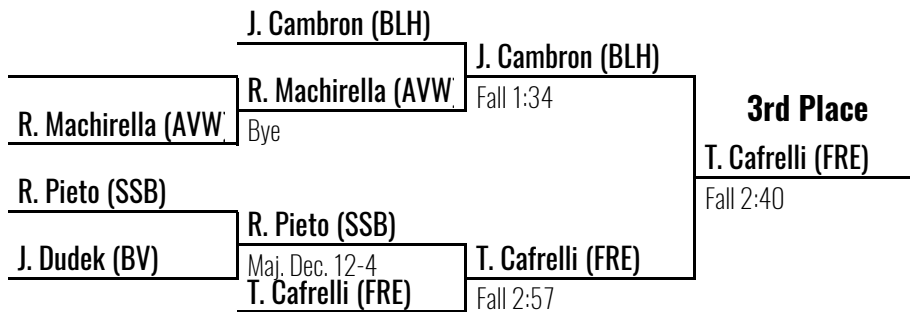 J. Cambron (BLH)
J. Cambron (BLH)
R. Machirella (AVW
Fall 1:34
3rd Place
R. Machirella (AVW
Bye
T. Cafrelli (FRE)
R. Pieto (SSB)
Fall 2:40
R. Pieto (SSB)
J. Dudek (BV)
Maj. Dec. 12-4
T. Cafrelli (FRE)
T. Cafrelli (FRE)
Fall 2:57